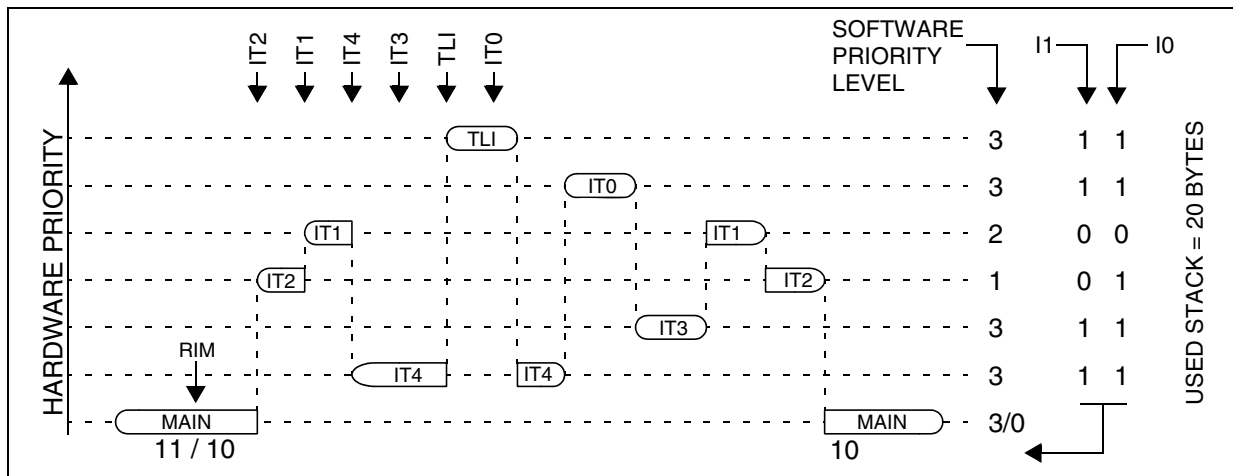 IT2
IT1
IT4
IT3
TLI
IT0
SOFTWARE
PRIORITY
LEVEL
I1
I0
HARDWARE PRIORITY
TLI
3
1 1
IT0
3
1 1
IT1
IT1
2
0 0
IT2
IT2
1
0 1
IT3
3
1 1
RIM
IT4
IT4
3
1 1
MAIN
MAIN
3/0
11 / 10
10
USED STACK = 20 BYTES